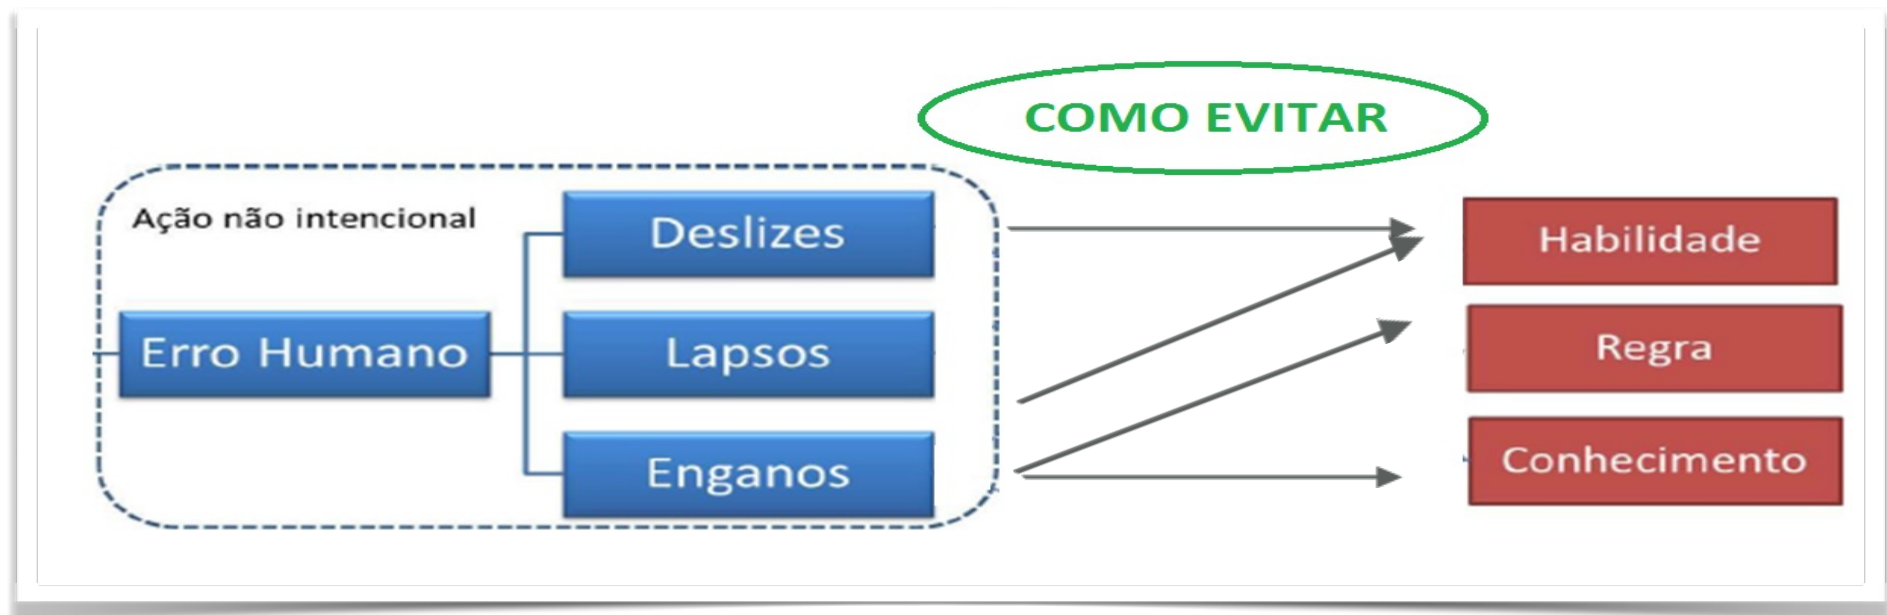 COMO EVITAR
Ação não intencional
Deslizes
Habilidade
Erro Humano
Lapsos
Regra
Enganos
Conhecimento